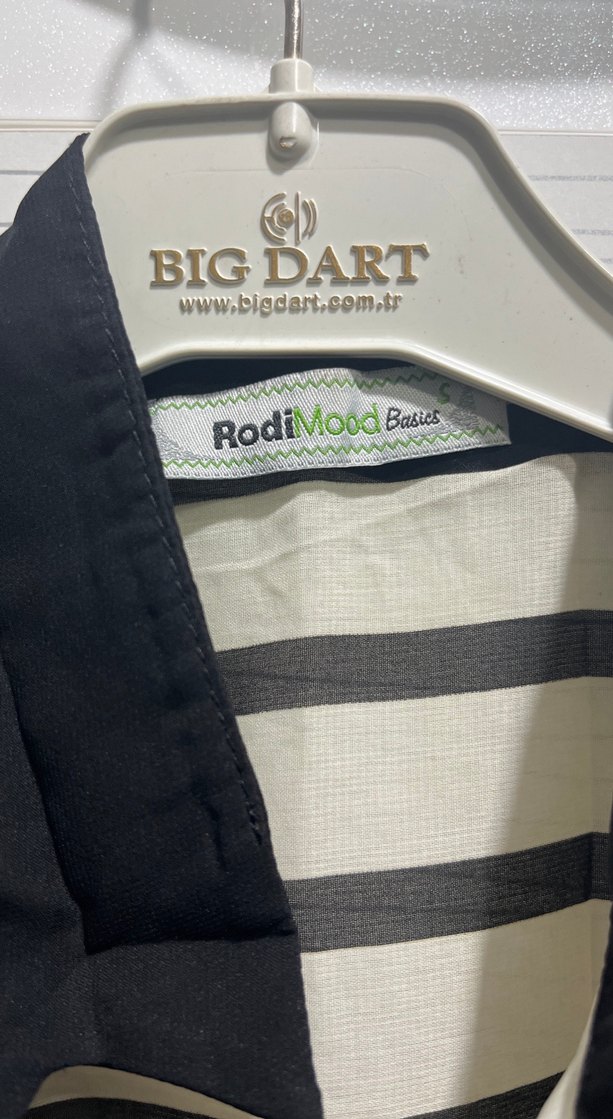 BIG DART
www.bigdart.com.tr
S
RodiMood Basics